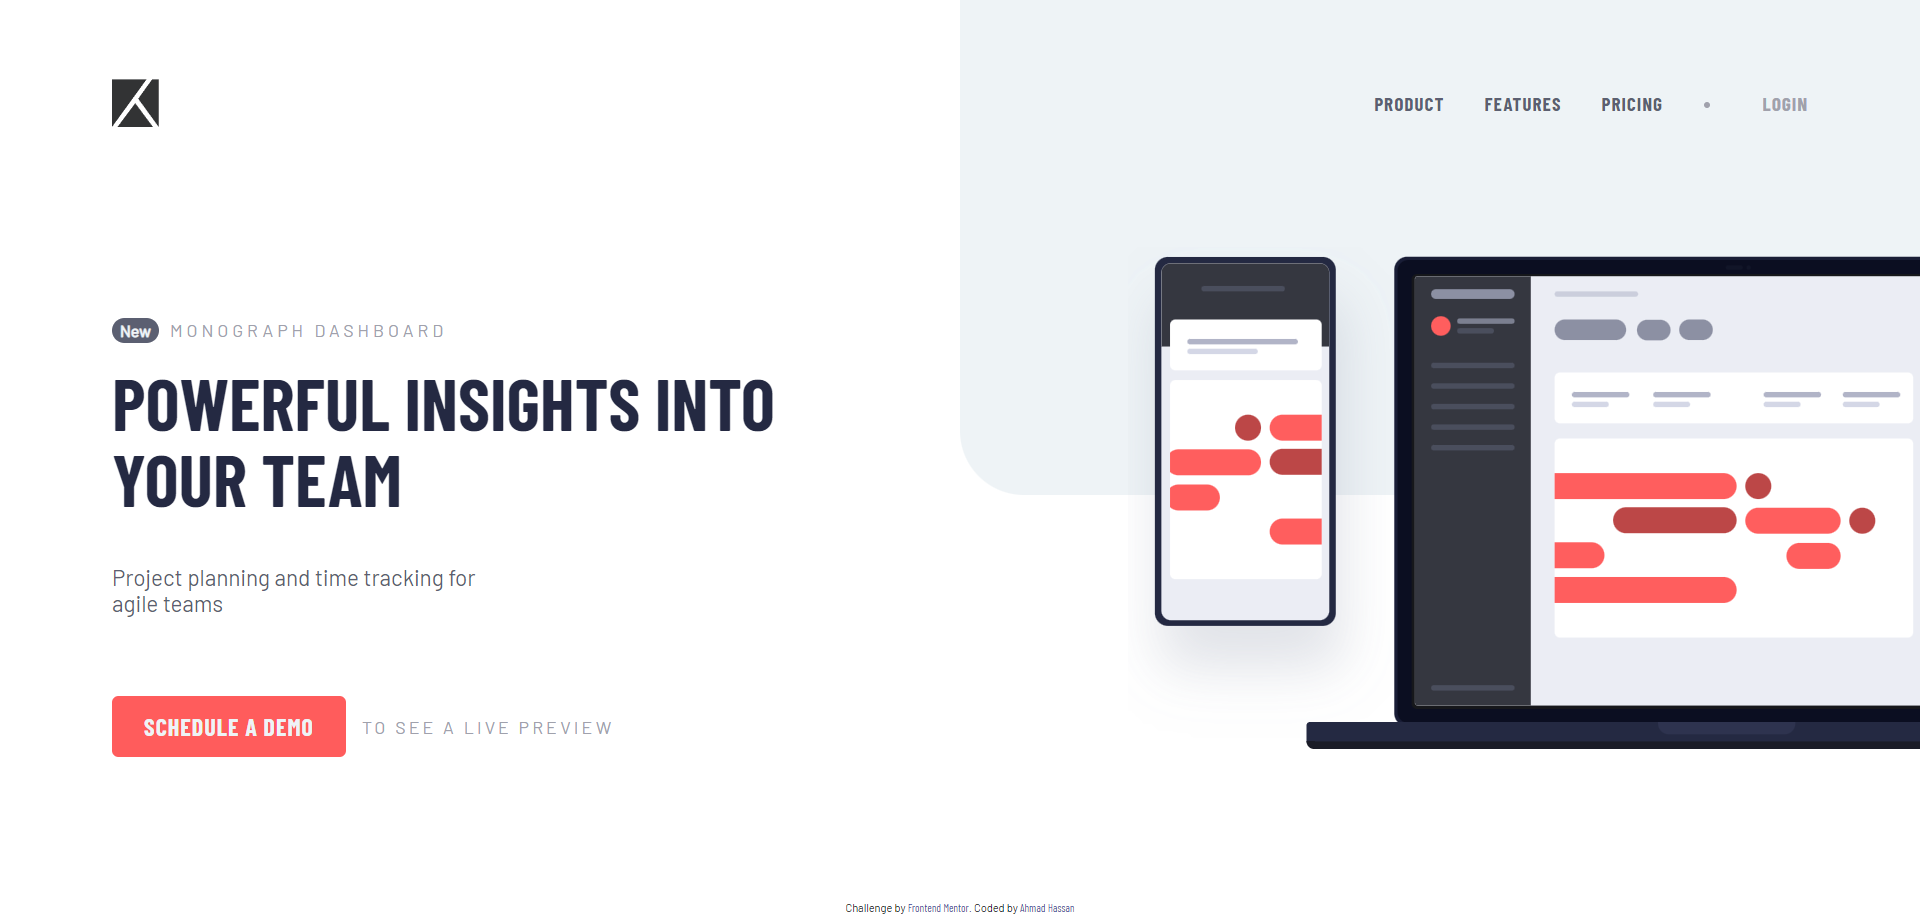 PRODUCT FEATURES PRICING • LOGIN
New MONOGRAPH DASHBOARD
POWERFUL INSIGHTS INTO
YOUR TEAM
Project planning and time tracking for
agile teams
SCHEDULE A DEMO TO SEE A LIVE PREVIEW
Challenge by Frontend Mentor. Coded by Ahmad Hassan